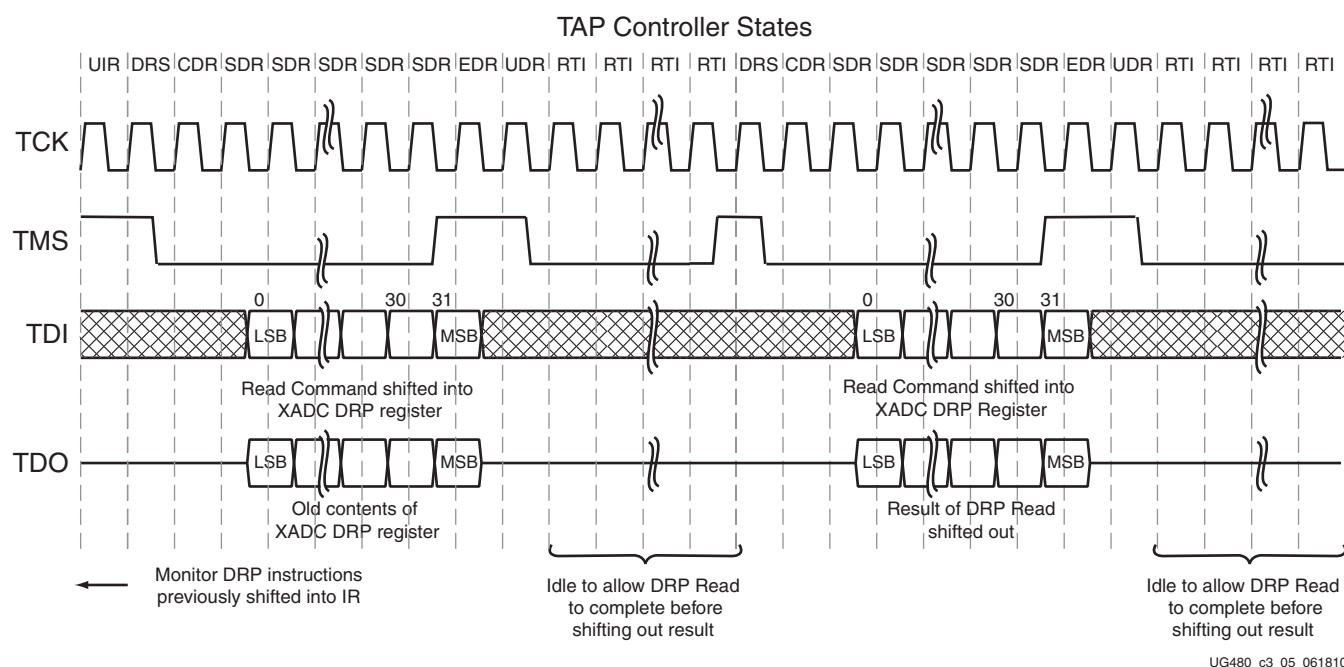 TAP Controller States
UIR DRS CDR SDR SDR SDR SDR SDR EDR UDR RTI RTI RTI RTI DRS CDR SDR SDR SDR SDR SDR EDR UDR RTI RTI RTI RTI
TCK
TMS
0 30 31 0 30 31
TDI LSB MSB LSB MSB
Read Command shifted into
XADC DRP register
Read Command shifted into
XADC DRP Register
TDO LSB MSB LSB MSB
Old contents of
XADC DRP register
Result of DRP Read
shifted out
Monitor DRP instructions
previously shifted into IR
Idle to allow DRP Read
to complete before
shifting out result
Idle to allow DRP Read
to complete before
shifting out result
UG480_c3_05_061810